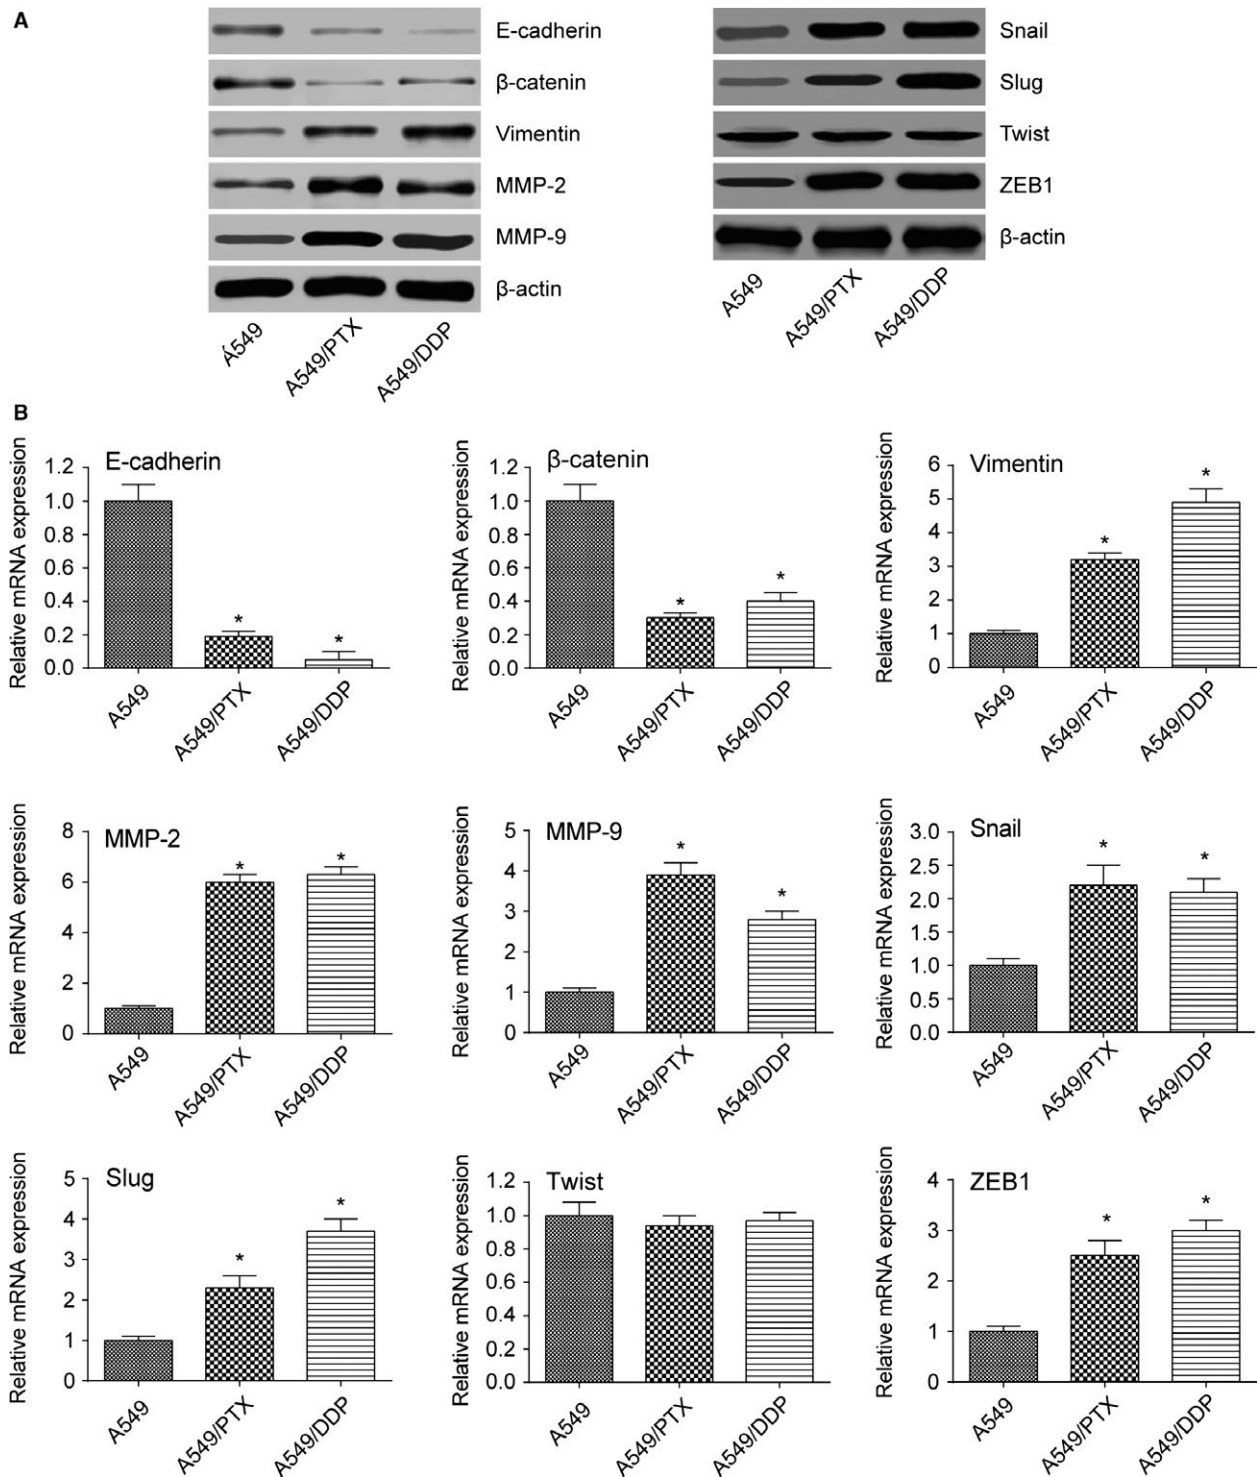 A
E-cadherin
β-catenin
Vimentin
MMP-2
MMP-9
β-actin
Á549
A549/PTX
A549/DDP
Snail
Slug
Twist
ZEB1
β-actin
A549
A549/PTX
A549/DDP
B
E-cadherin
Relative mRNA expression
1.2
1.0
0.8
0.6
0.4
0.2
0.0
*
*
A549
A549/PTX
A549/DDP
β-catenin
Relative mRNA expression
1.2
1.0
0.8
0.6
0.4
0.2
0.0
*
*
A549
A549/PTX
A549/DDP
Vimentin
Relative mRNA expression
6
5
4
3
2
1
0
*
*
A549
A549/PTX
A549/DDP
MMP-2
Relative mRNA expression
8
6
4
2
0
*
*
A549
A549/PTX
A549/DDP
MMP-9
Relative mRNA expression
5
4
3
2
1
0
*
*
A549
A549/PTX
A549/DDP
Snail
Relative mRNA expression
3.0
2.5
2.0
1.5
1.0
0.5
0.0
*
*
A549
A549/PTX
A549/DDP
Slug
Relative mRNA expression
5
4
3
2
1
0
*
*
A549
A549/PTX
A549/DDP
Twist
Relative mRNA expression
1.2
1.0
0.8
0.6
0.4
0.2
0.0
A549
A549/PTX
A549/DDP
ZEB1
Relative mRNA expression
4
3
2
1
0
*
*
A549
A549/PTX
A549/DDP